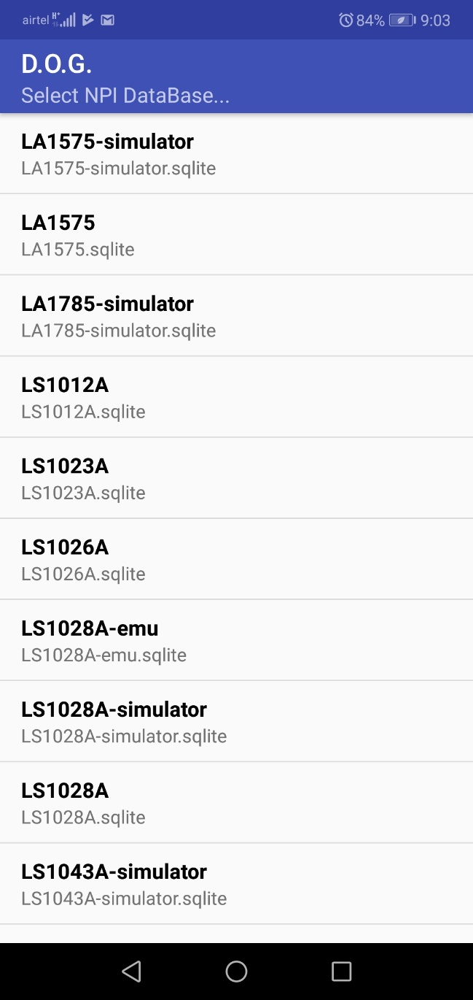 airtel H+ 84% 9:03
D.O.G.
Select NPI DataBase...
LA1575-simulator
LA1575-simulator.sqlite
LA1575
LA1575.sqlite
LA1785-simulator
LA1785-simulator.sqlite
LS1012A
LS1012A.sqlite
LS1023A
LS1023A.sqlite
LS1026A
LS1026A.sqlite
LS1028A-emu
LS1028A-emu.sqlite
LS1028A-simulator
LS1028A-simulator.sqlite
LS1028A
LS1028A.sqlite
LS1043A-simulator
LS1043A-simulator.sqlite